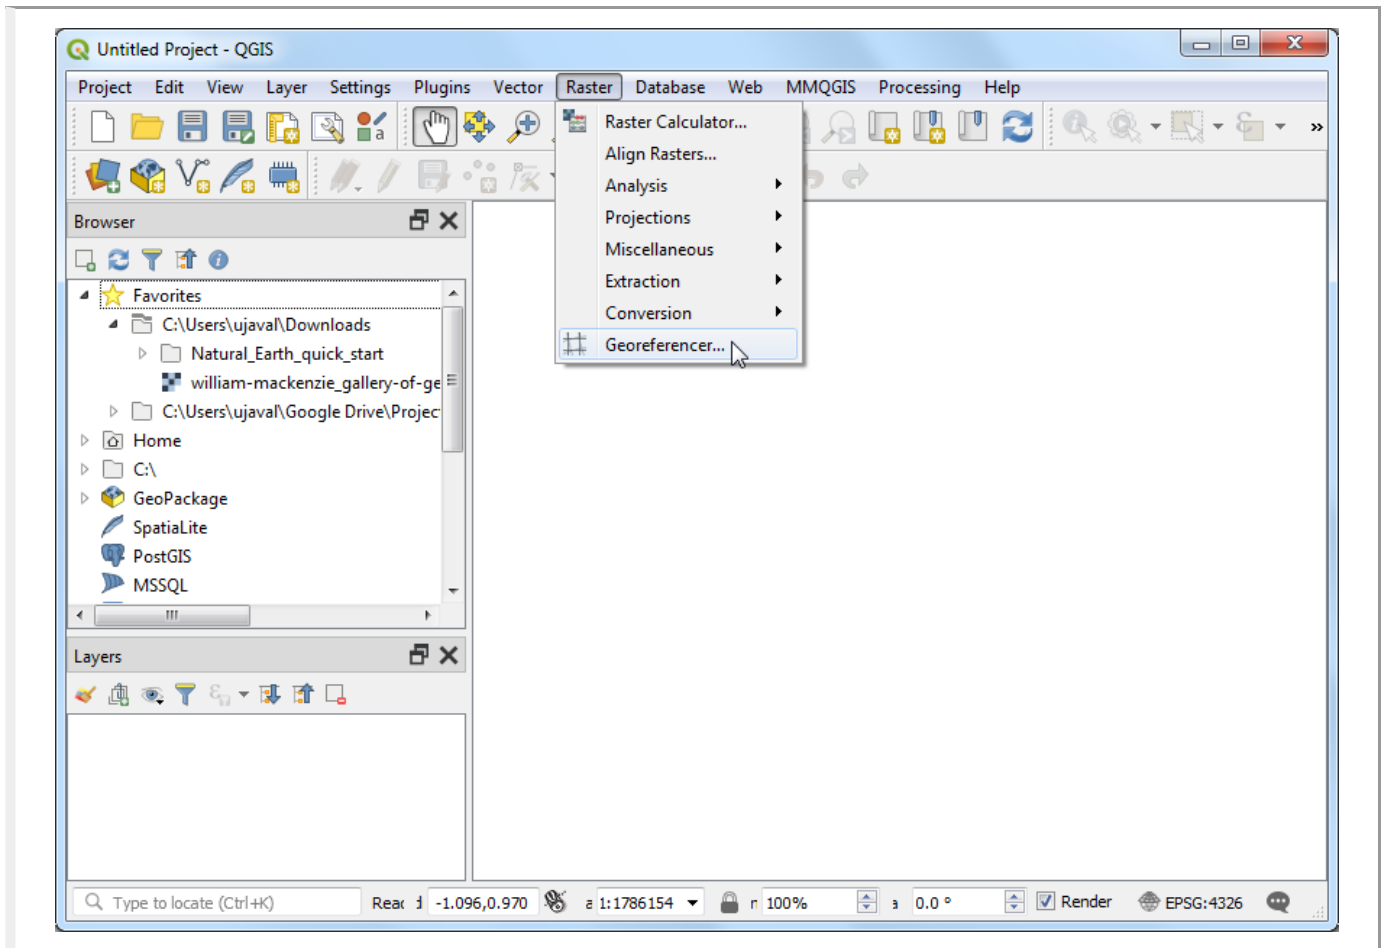 Untitled Project - QGIS
Project Edit View Layer Settings Plugins Vector Raster Database Web MMQGIS Processing Help
Raster Calculator...
Align Rasters...
Analysis
Projections
Miscellaneous
Extraction
Conversion
Georeferencer...
Browser
Favorites
C:\Users\ujaval\Downloads
Natural_Earth_quick_start
william-mackenzie_gallery-of-ge
C:\Users\ujaval\Google Drive\Projec
Home
C:\
GeoPackage
SpatiaLite
PostGIS
MSSQL
Layers
Type to locate (Ctrl+K) -1.096,0.970 1:1786154 100% 0.0 ° Render EPSG:4326